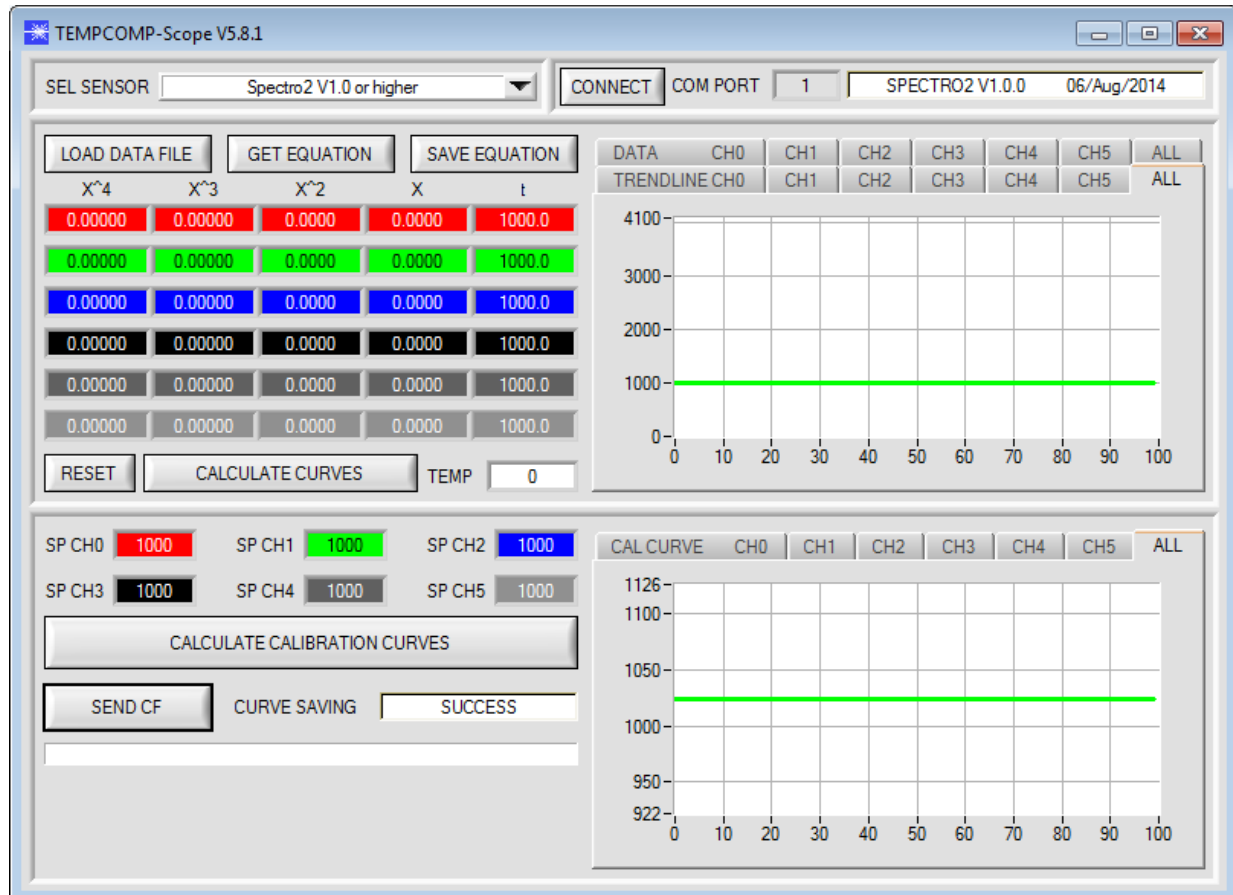 TEMPCOMP-Scope V5.8.1
SEL SENSOR Spectro2 V1.0 or higher CONNECT COM PORT 1 SPECTRO2 V1.0.0 06/Aug/2014
LOAD DATA FILE GET EQUATION SAVE EQUATION
X^4 X^3 X^2 X t
0.00000 0.00000 0.0000 0.0000 1000.0
0.00000 0.00000 0.0000 0.0000 1000.0
0.00000 0.00000 0.0000 0.0000 1000.0
0.00000 0.00000 0.0000 0.0000 1000.0
0.00000 0.00000 0.0000 0.0000 1000.0
0.00000 0.00000 0.0000 0.0000 1000.0
RESET CALCULATE CURVES TEMP 0
DATA CH0 CH1 CH2 CH3 CH4 CH5 ALL
TRENDLINE CH0 CH1 CH2 CH3 CH4 CH5 ALL
4100
3000
2000
1000
0
0 10 20 30 40 50 60 70 80 90 100
SP CH0 1000 SP CH1 1000 SP CH2 1000
SP CH3 1000 SP CH4 1000 SP CH5 1000
CALCULATE CALIBRATION CURVES
SEND CF CURVE SAVING SUCCESS
CAL CURVE CH0 CH1 CH2 CH3 CH4 CH5 ALL
1126
1100
1050
1000
950
922
0 10 20 30 40 50 60 70 80 90 100